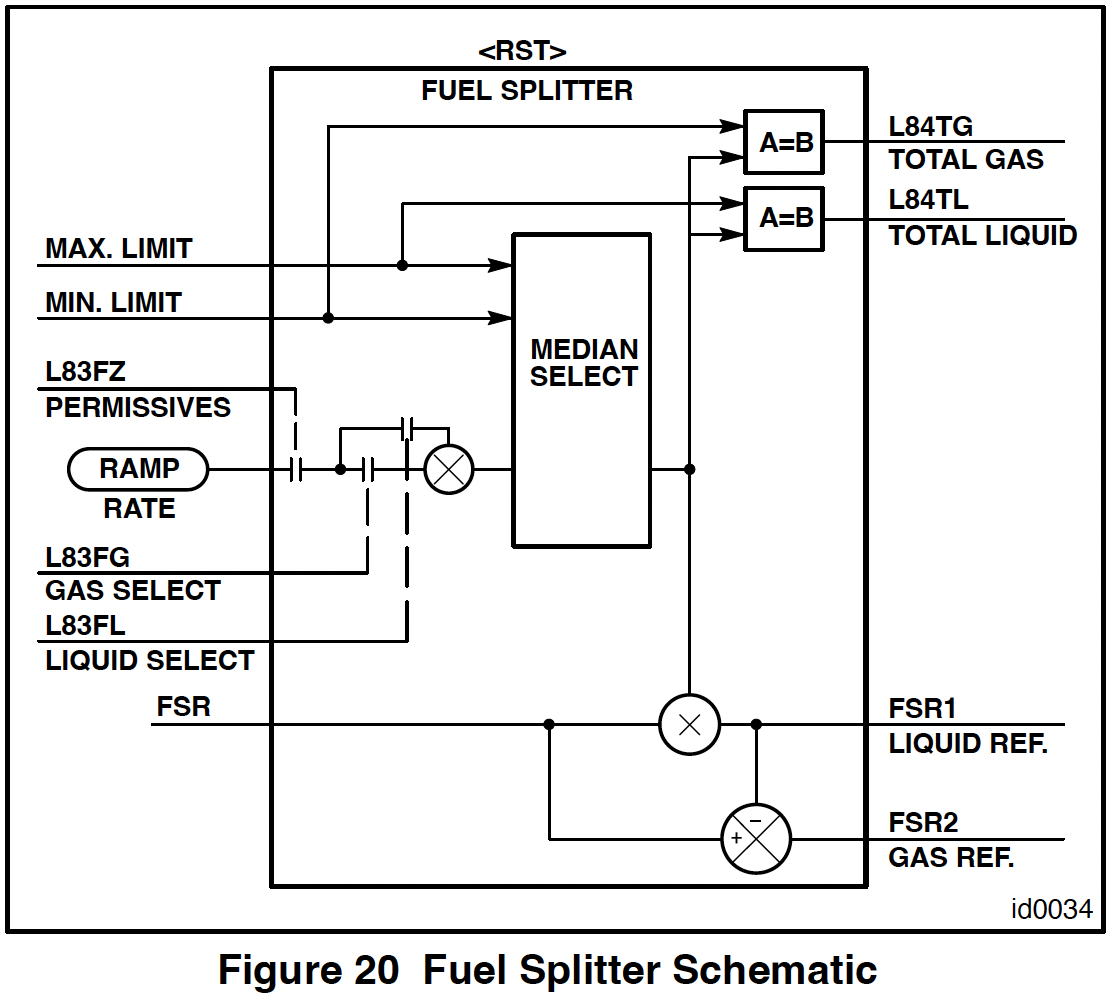 <RST>
FUEL SPLITTER
A=B
L84TG
TOTAL GAS
A=B
L84TL
TOTAL LIQUID
MAX. LIMIT
MIN. LIMIT
MEDIAN
SELECT
L83FZ
PERMISSIVES
RAMP
RATE
L83FG
GAS SELECT
L83FL
LIQUID SELECT
FSR
FSR1
LIQUID REF.
− 
+
FSR2
GAS REF.
id0034
Figure 20 Fuel Splitter Schematic